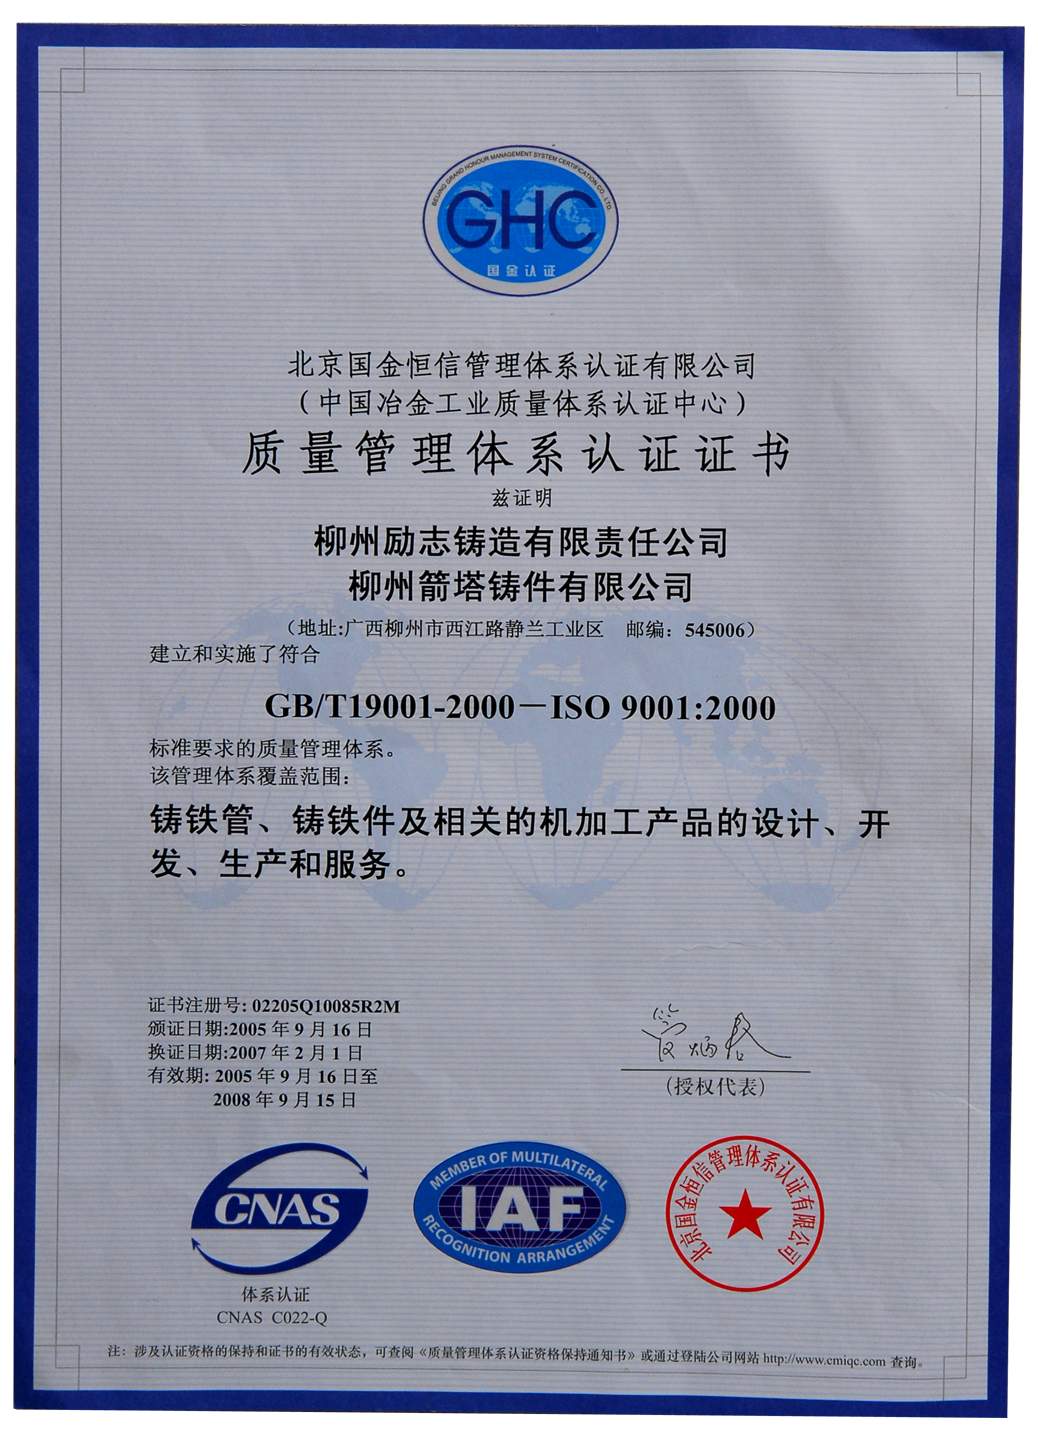 BEIJING GRAND HONOUR MANAGEMENT SYSTEM CERTIFICATION CO., LTD.
GHC
国金认证
北京国金恒信管理体系认证有限公司
（中国冶金工业质量体系认证中心）
质量管理体系认证证书
兹证明
柳州励志铸造有限责任公司
柳州箭塔铸件有限公司
（地址:广西柳州市西江路静兰工业区 邮编：545006）
建立和实施了符合
GB/T19001-2000－ISO 9001:2000
标准要求的质量管理体系。
该管理体系覆盖范围：
铸铁管、铸铁件及相关的机加工产品的设计、开
发、生产和服务。
证书注册号: 02205Q10085R2M
颁证日期:2005 年 9 月 16 日
换证日期:2007 年 2 月 1 日
有效期: 2005 年 9 月 16 日至
2008 年 9 月 15 日
（授权代表）
CNAS
体系认证
CNAS C022-Q
MEMBER OF MULTILATERAL
IAF
RECOGNITION ARRANGEMENT
北京国金恒信管理体系认证有限公司
注：涉及认证资格的保持和证书的有效状态，可查阅《质量管理体系认证资格保持通知书》或通过登陆公司网站 http://www.cmiqc.com 查询。